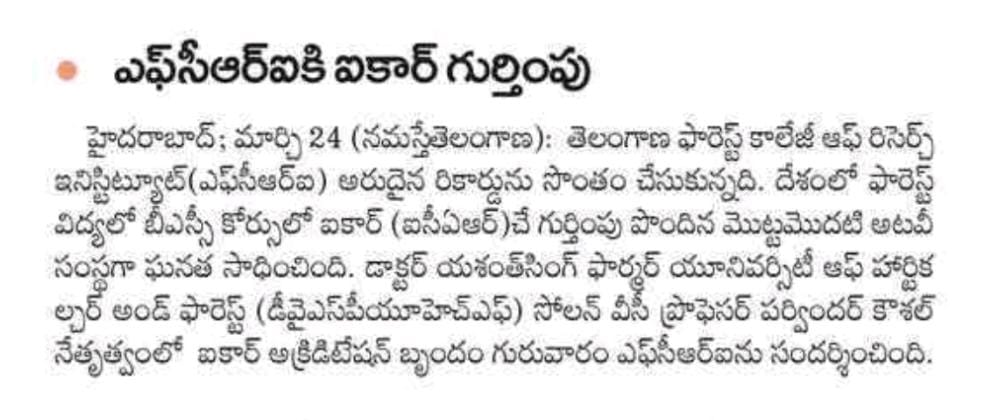 • ఎఫ్‌సీఆర్‌ఐకి ఐకార్ గుర్తింపు
హైదరాబాద్; మార్చి 24 (నమస్తేతెలంగాణ): తెలంగాణ ఫారెస్ట్ కాలేజీ ఆఫ్ రిసెర్చ్
ఇనిస్టిట్యూట్(ఎఫ్‌సీఆర్‌ఐ) అరుదైన రికార్డును సొంతం చేసుకున్నది. దేశంలో ఫారెస్ట్
విద్యలో బీఎస్సీ కోర్సులో ఐకార్ (ఐసీఏఆర్)చే గుర్తింపు పొందిన మొట్టమొదటి అటవీ
సంస్థగా ఘనత సాధించింది. డాక్టర్ యశంత్‌సింగ్ ఫార్మర్ యూనివర్సిటీ ఆఫ్ హార్టిక
ల్చర్ అండ్ ఫారెస్ట్ (డీవైఎస్‌పీయూహెచ్‌ఎఫ్) సోలన్ వీసీ ప్రొఫెసర్ పర్విందర్ కౌశల్
నేతృత్వంలో ఐకార్ అక్రిడిటేషన్ బృందం గురువారం ఎఫ్‌సీఆర్‌ఐను సందర్శించింది.